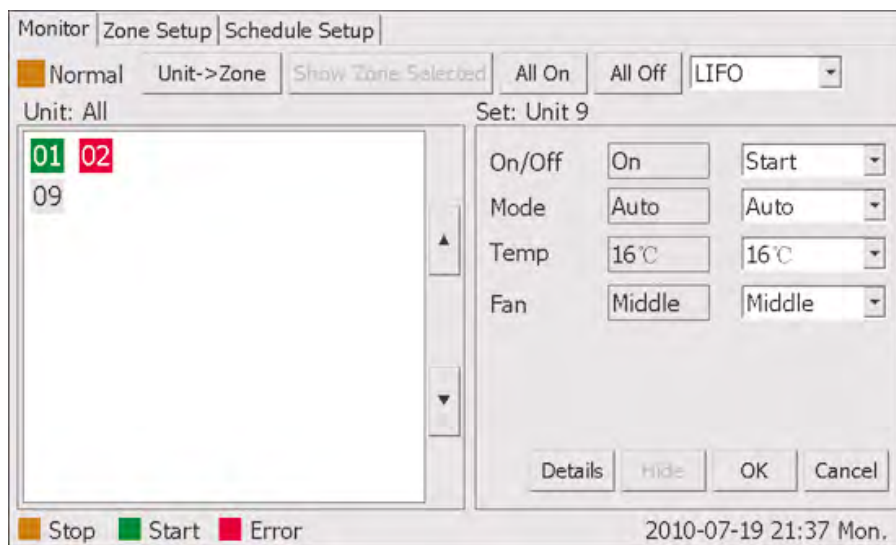 Monitor Zone Setup Schedule Setup
Normal Unit->Zone Show Zone Selected All On All Off LIFO
Unit: All
01 02
09
Set: Unit 9
On/Off On Start
Mode Auto Auto
Temp 16℃ 16℃
Fan Middle Middle
Details Hide OK Cancel
Stop Start Error 2010-07-19 21:37 Mon.